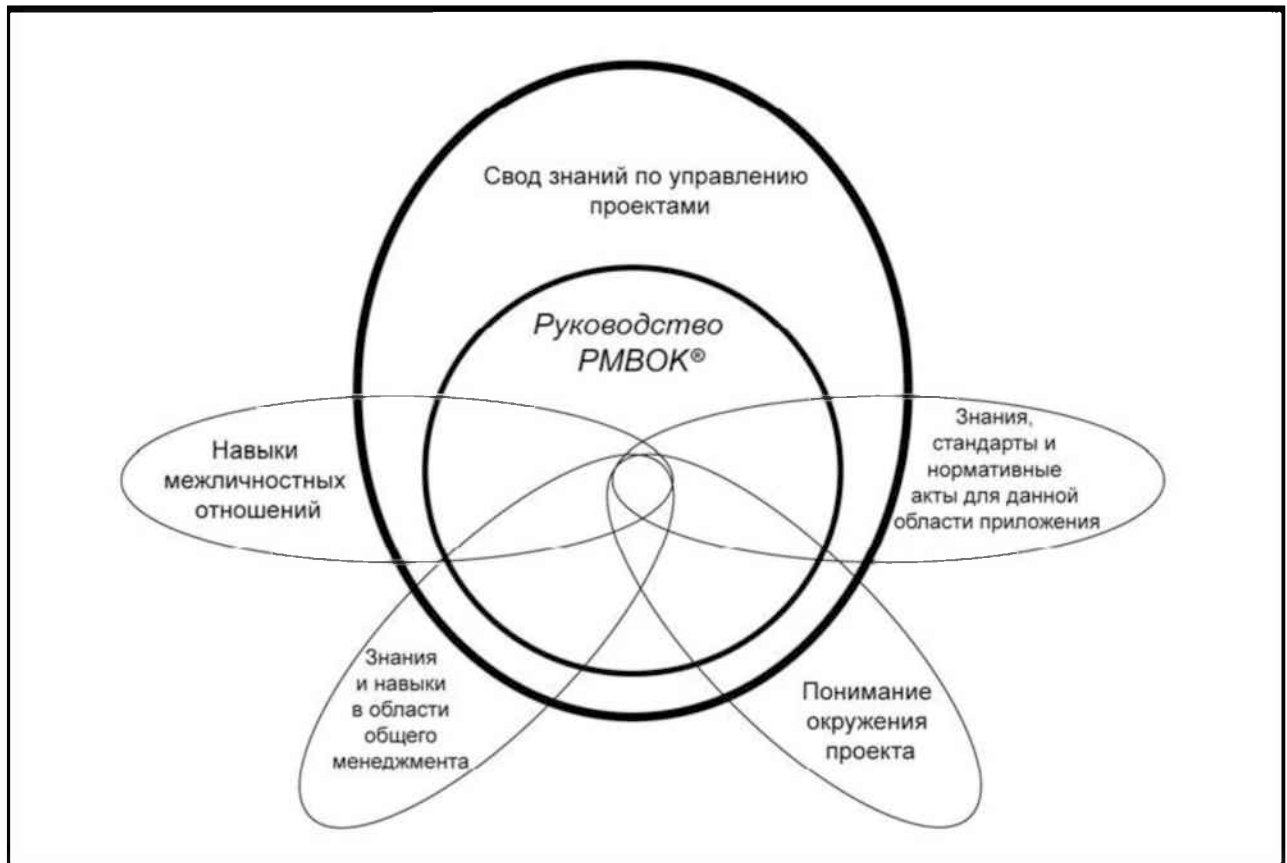 Свод знаний по управлению
проектами
Руководство
PMBOK®
Навыки
межличностных
отношений
Знания,
стандарты и
нормативные
акты для данной
области приложения
Знания
и навыки
в области
общего
менеджмента
Понимание
окружения
проекта